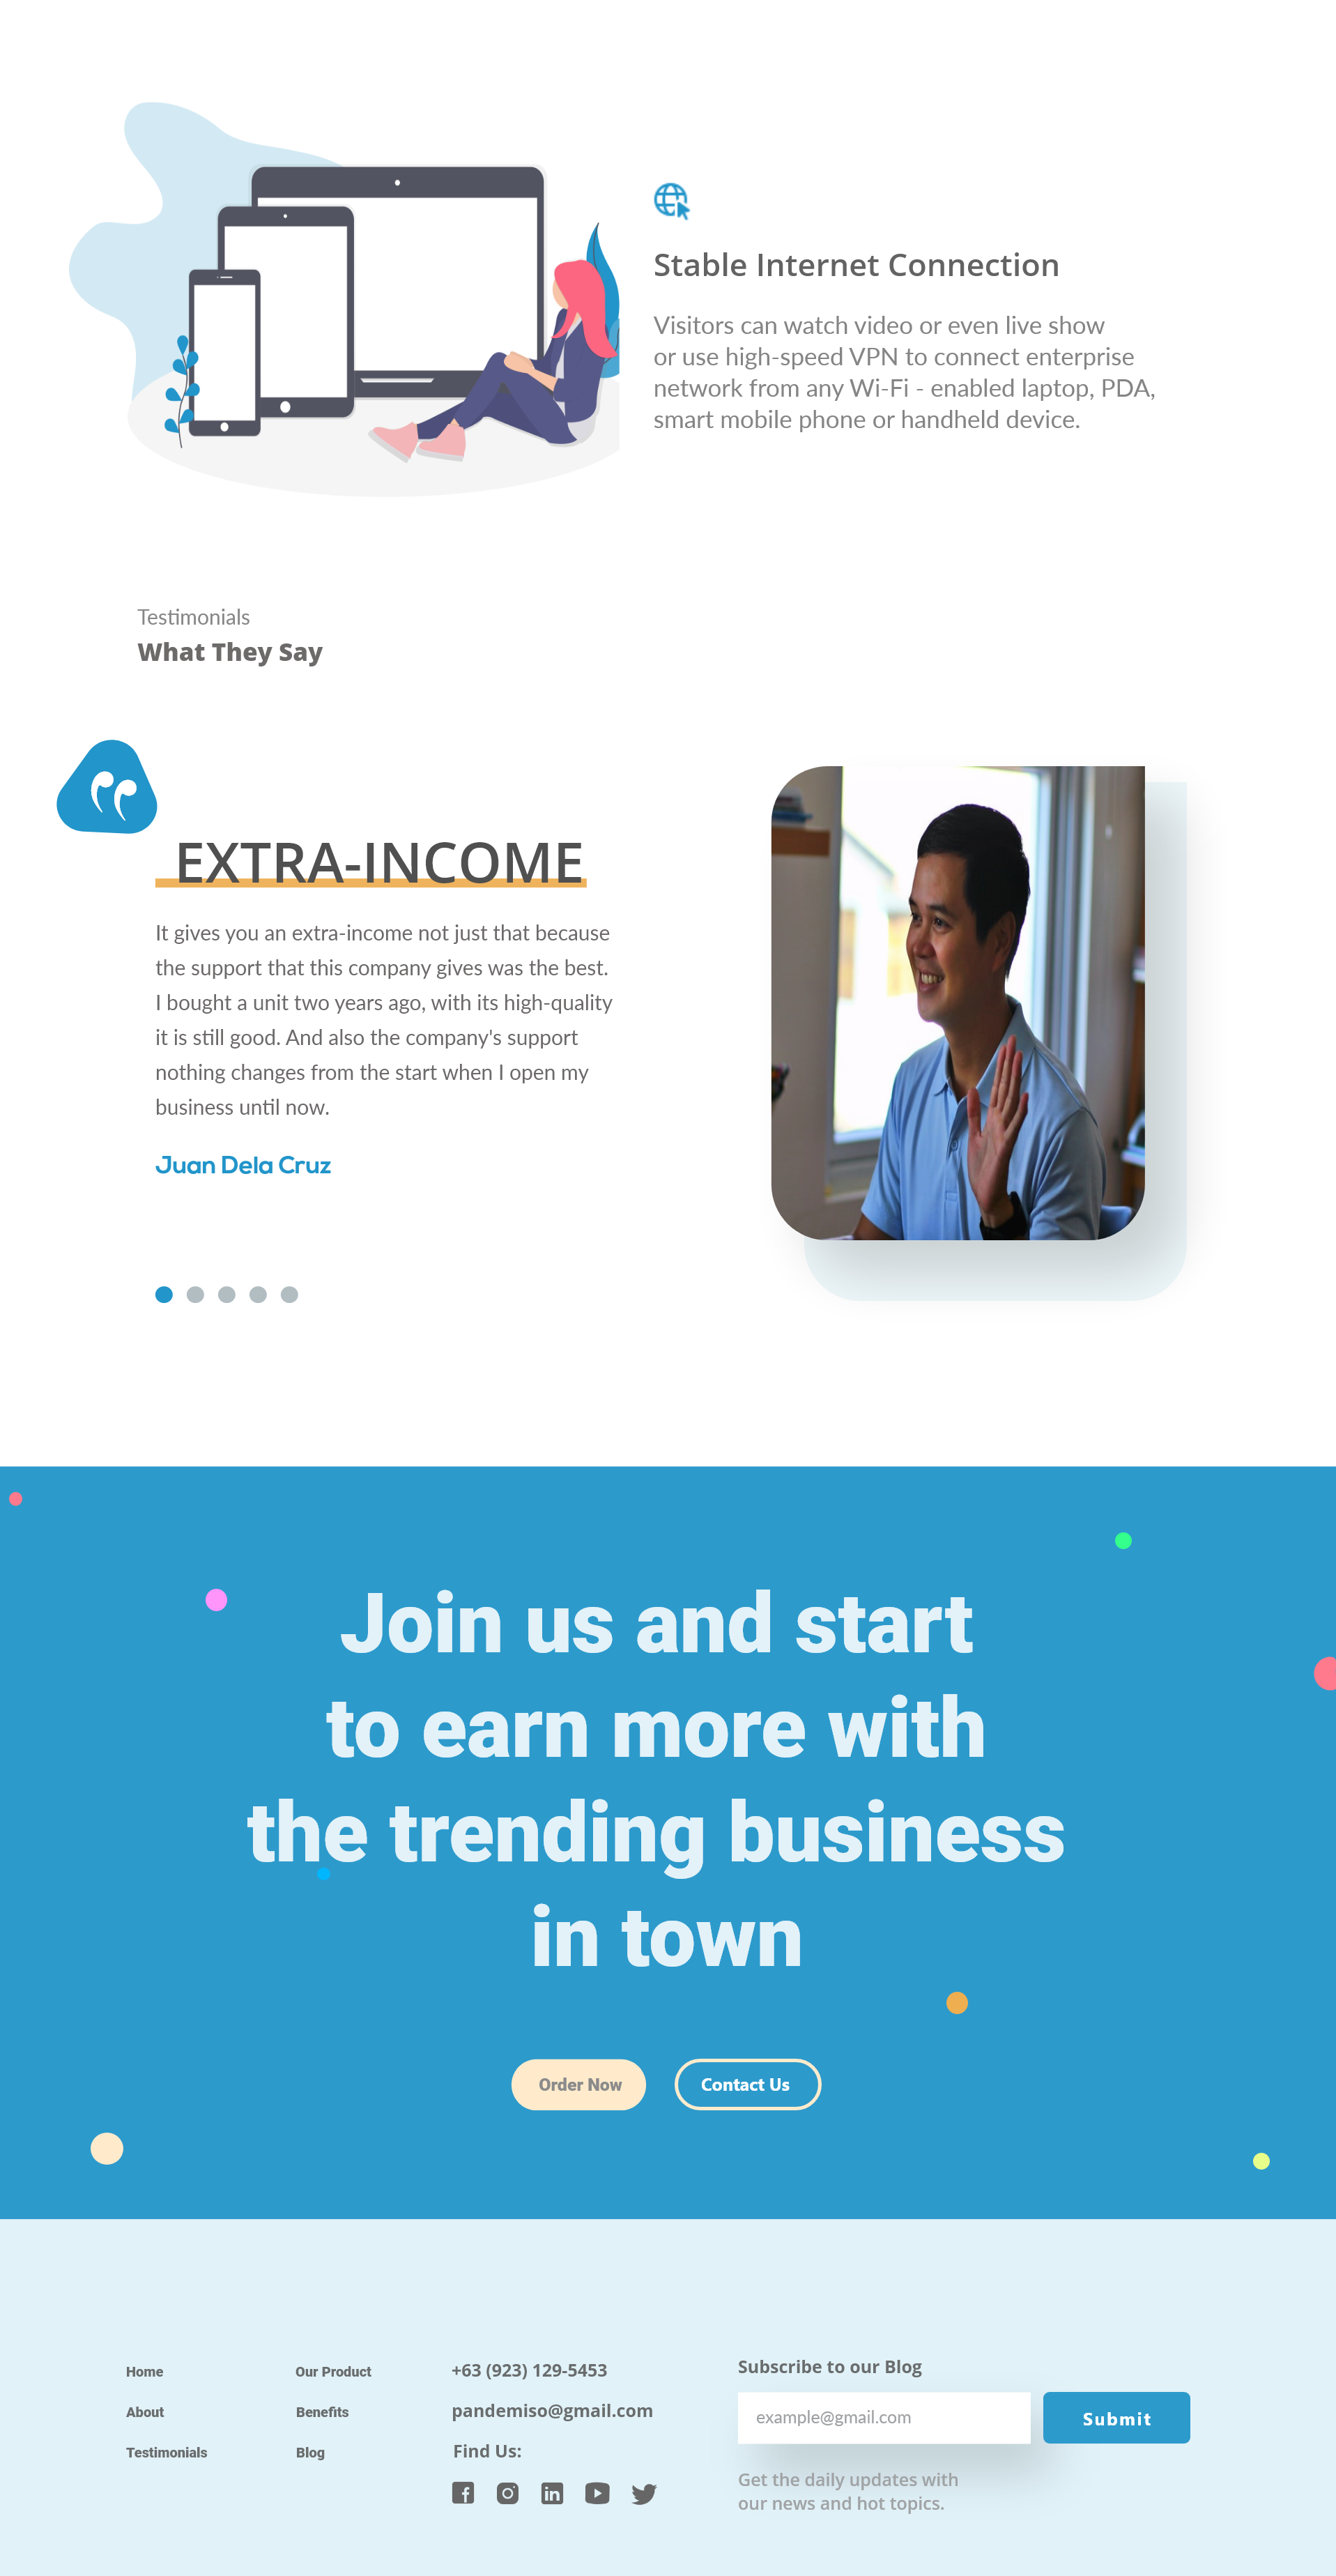 Stable Internet Connection
Visitors can watch video or even live show
or use high-speed VPN to connect enterprise
network from any Wi-Fi - enabled laptop, PDA,
smart mobile phone or handheld device.
Testimonials
What They Say
EXTRA-INCOME
It gives you an extra-income not just that because
the support that this company gives was the best.
I bought a unit two years ago, with its high-quality
it is still good. And also the company's support
nothing changes from the start when I open my
business until now.
Juan Dela Cruz
Join us and start
to earn more with
the trending business
in town
Order Now
Contact Us
Home
About
Testimonials
Our Product
Benefits
Blog
+63 (923) 129-5453
pandemiso@gmail.com
Find Us:
Subscribe to our Blog
example@gmail.com
Submit
Get the daily updates with
our news and hot topics.